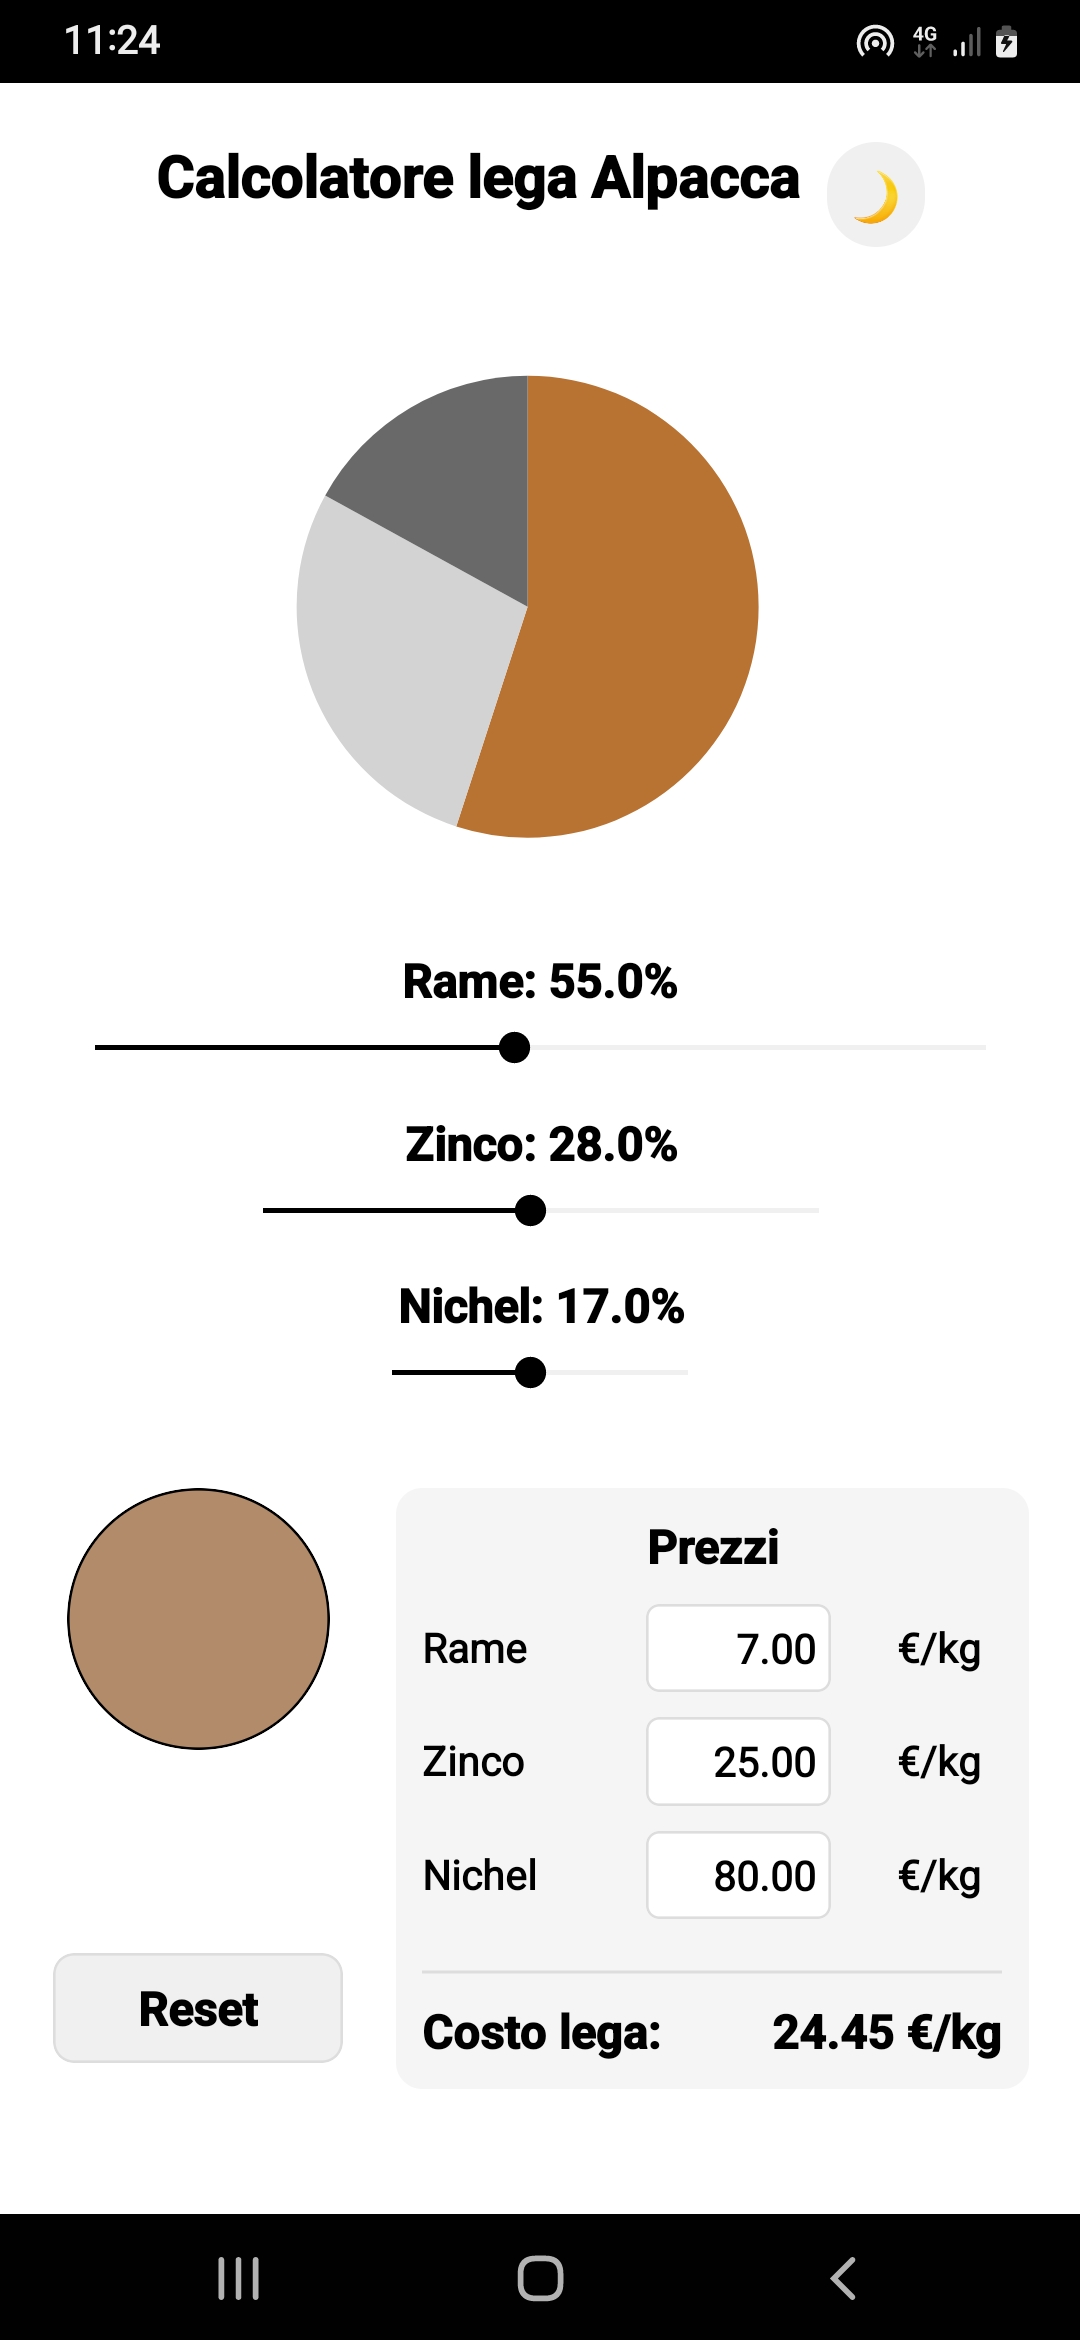 11:24
4G
Calcolatore lega Alpacca
Rame: 55.0%
Zinco: 28.0%
Nichel: 17.0%
Prezzi
Rame 7.00 €/kg
Zinco 25.00 €/kg
Nichel 80.00 €/kg
Reset
Costo lega: 24.45 €/kg